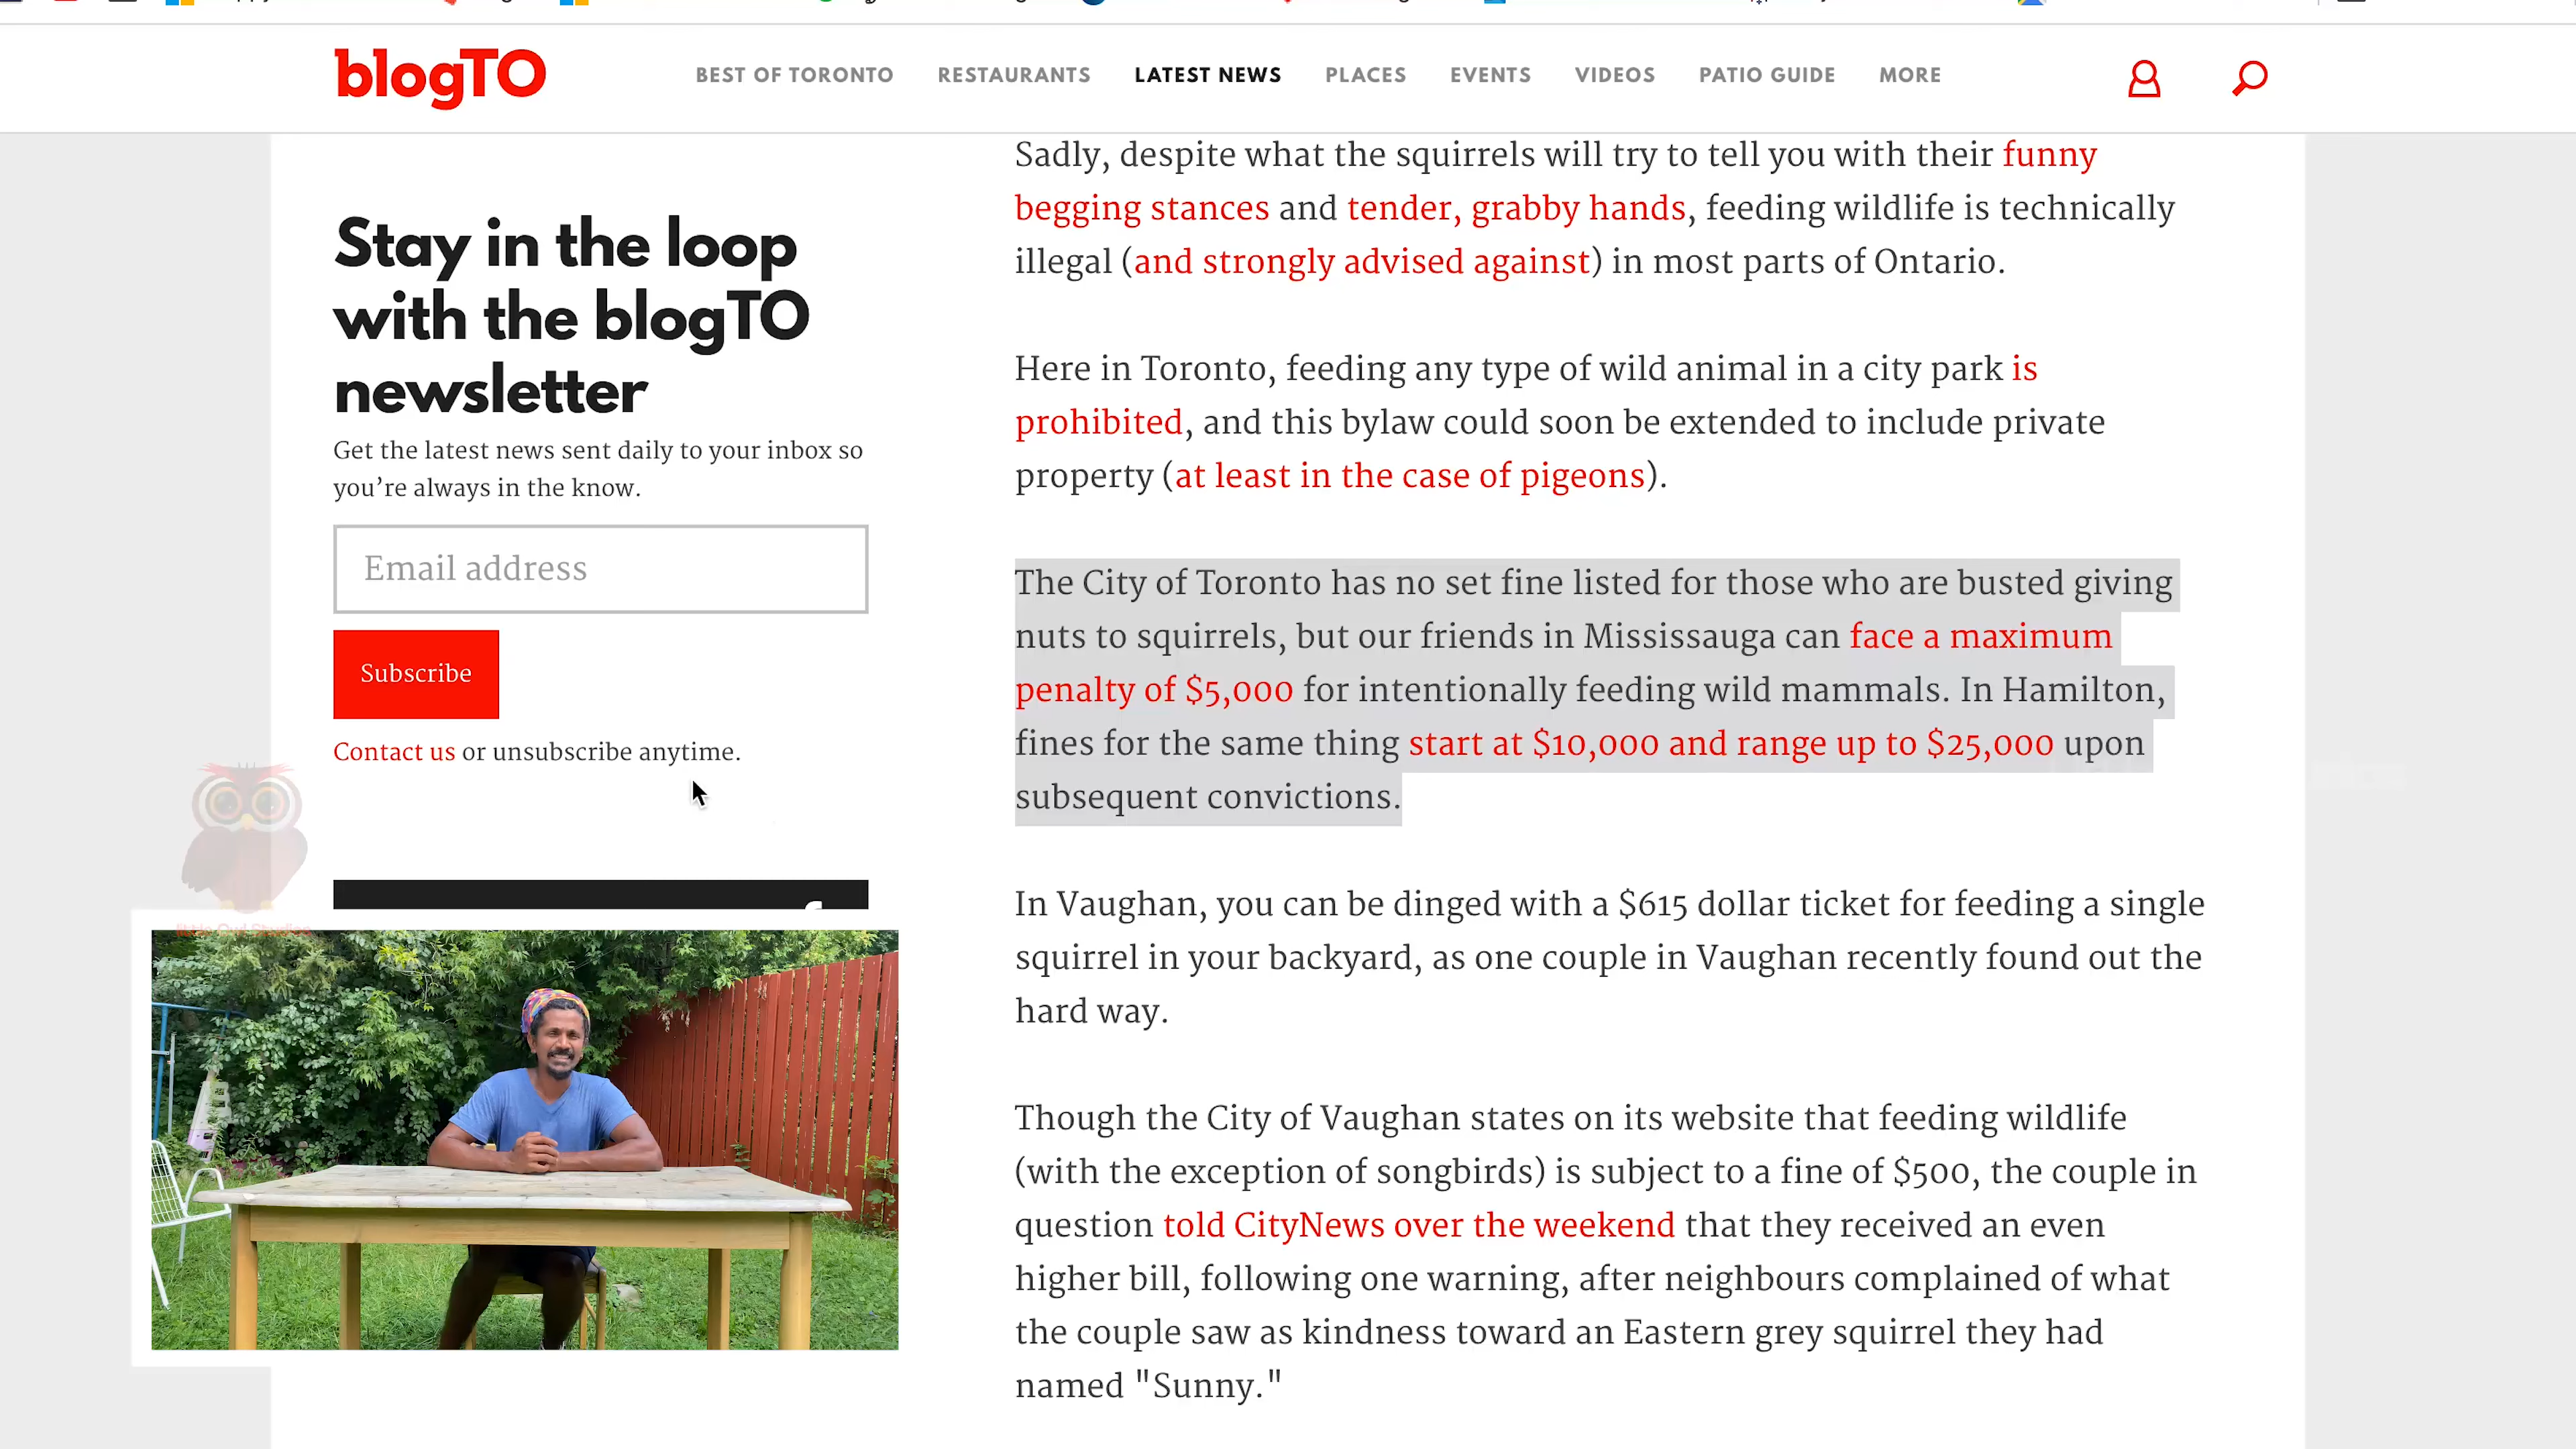 blogTO
BEST OF TORONTO RESTAURANTS LATEST NEWS PLACES EVENTS VIDEOS PATIO GUIDE MORE
Stay in the loop
with the blogTO
newsletter
Get the latest news sent daily to your inbox so
you’re always in the know.
Email address
Subscribe
Contact us or unsubscribe anytime.
Sadly, despite what the squirrels will try to tell you with their funny
begging stances and tender, grabby hands, feeding wildlife is technically
illegal (and strongly advised against) in most parts of Ontario.
Here in Toronto, feeding any type of wild animal in a city park is
prohibited, and this bylaw could soon be extended to include private
property (at least in the case of pigeons).
The City of Toronto has no set fine listed for those who are busted giving
nuts to squirrels, but our friends in Mississauga can face a maximum
penalty of $5,000 for intentionally feeding wild mammals. In Hamilton,
fines for the same thing start at $10,000 and range up to $25,000 upon
subsequent convictions.
In Vaughan, you can be dinged with a $615 dollar ticket for feeding a single
squirrel in your backyard, as one couple in Vaughan recently found out the
hard way.
Though the City of Vaughan states on its website that feeding wildlife
(with the exception of songbirds) is subject to a fine of $500, the couple in
question told CityNews over the weekend that they received an even
higher bill, following one warning, after neighbours complained of what
the couple saw as kindness toward an Eastern grey squirrel they had
named "Sunny."